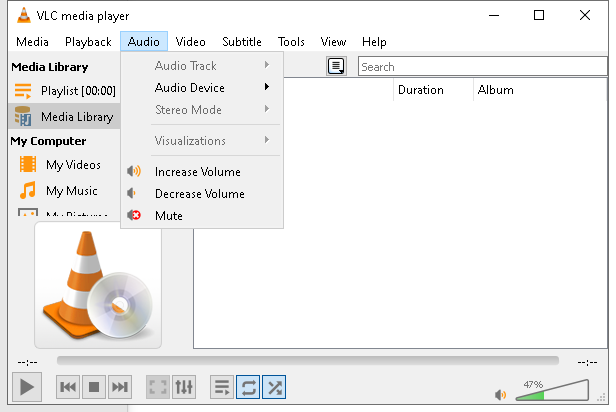 VLC media player
Media Playback Audio Video Subtitle Tools View Help
Media Library
Playlist [00:00]
Media Library
My Computer
My Videos
My Music
My Pictures
Audio Track
Audio Device
Stereo Mode
Visualizations
Increase Volume
Decrease Volume
Mute
Search
Duration Album
--:-- --:--
47%